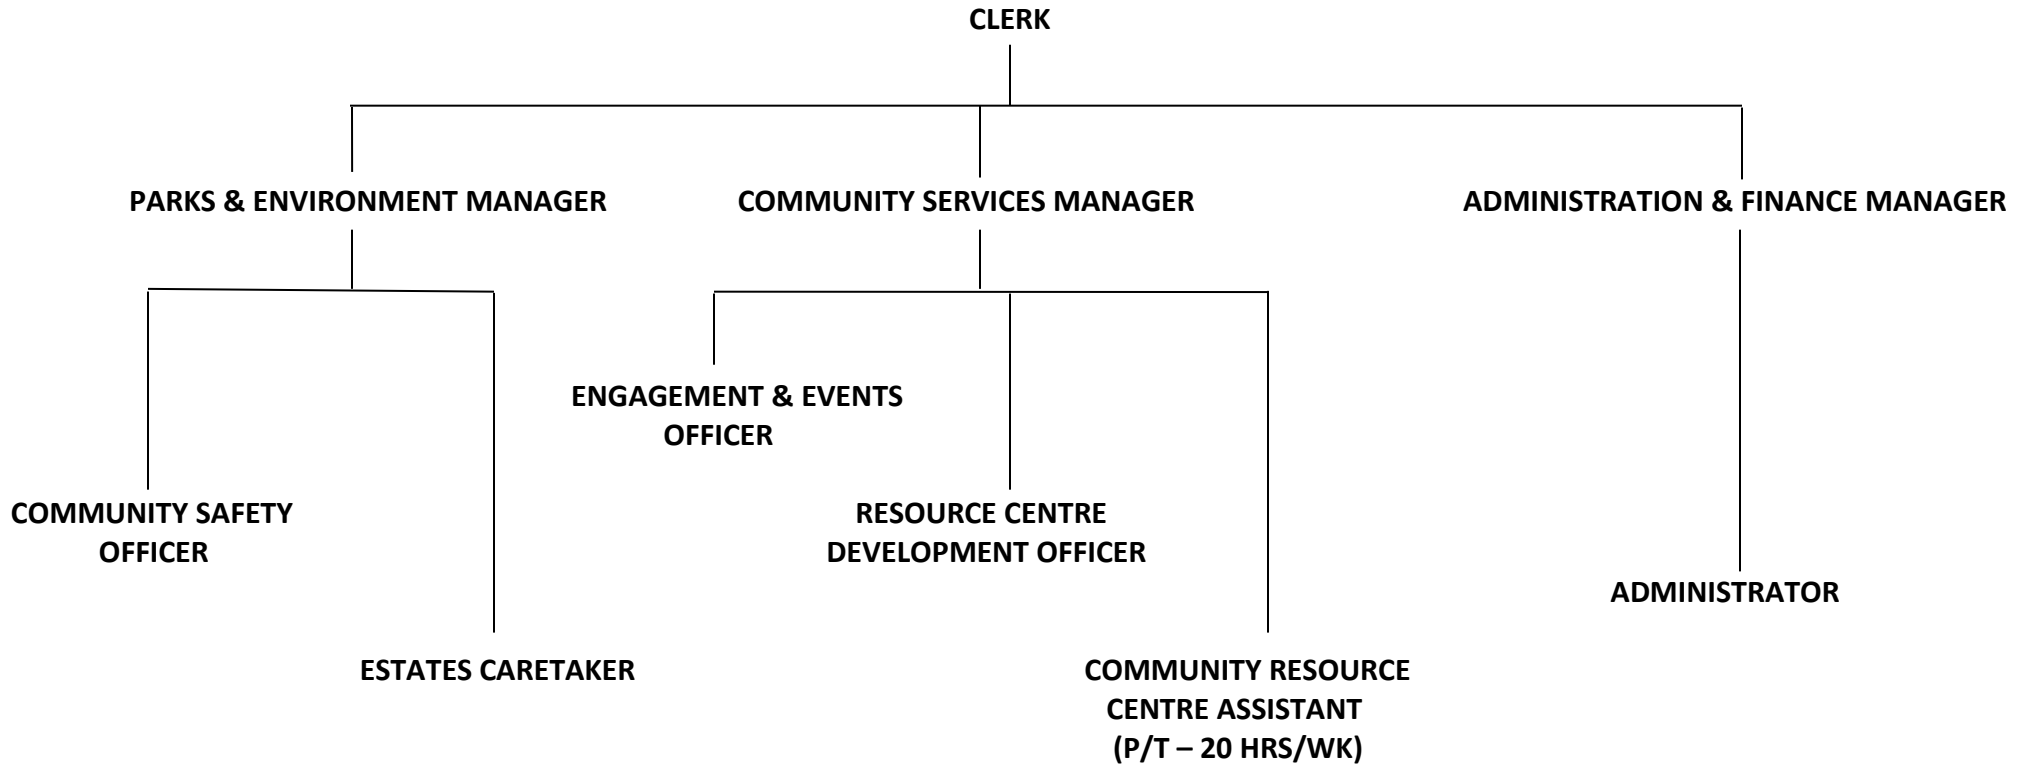 CLERK
PARKS & ENVIRONMENT MANAGER
COMMUNITY SERVICES MANAGER
ADMINISTRATION & FINANCE MANAGER
ENGAGEMENT & EVENTS
OFFICER
COMMUNITY SAFETY
OFFICER
RESOURCE CENTRE
DEVELOPMENT OFFICER
ADMINISTRATOR
ESTATES CARETAKER
COMMUNITY RESOURCE
CENTRE ASSISTANT
(P/T – 20 HRS/WK)